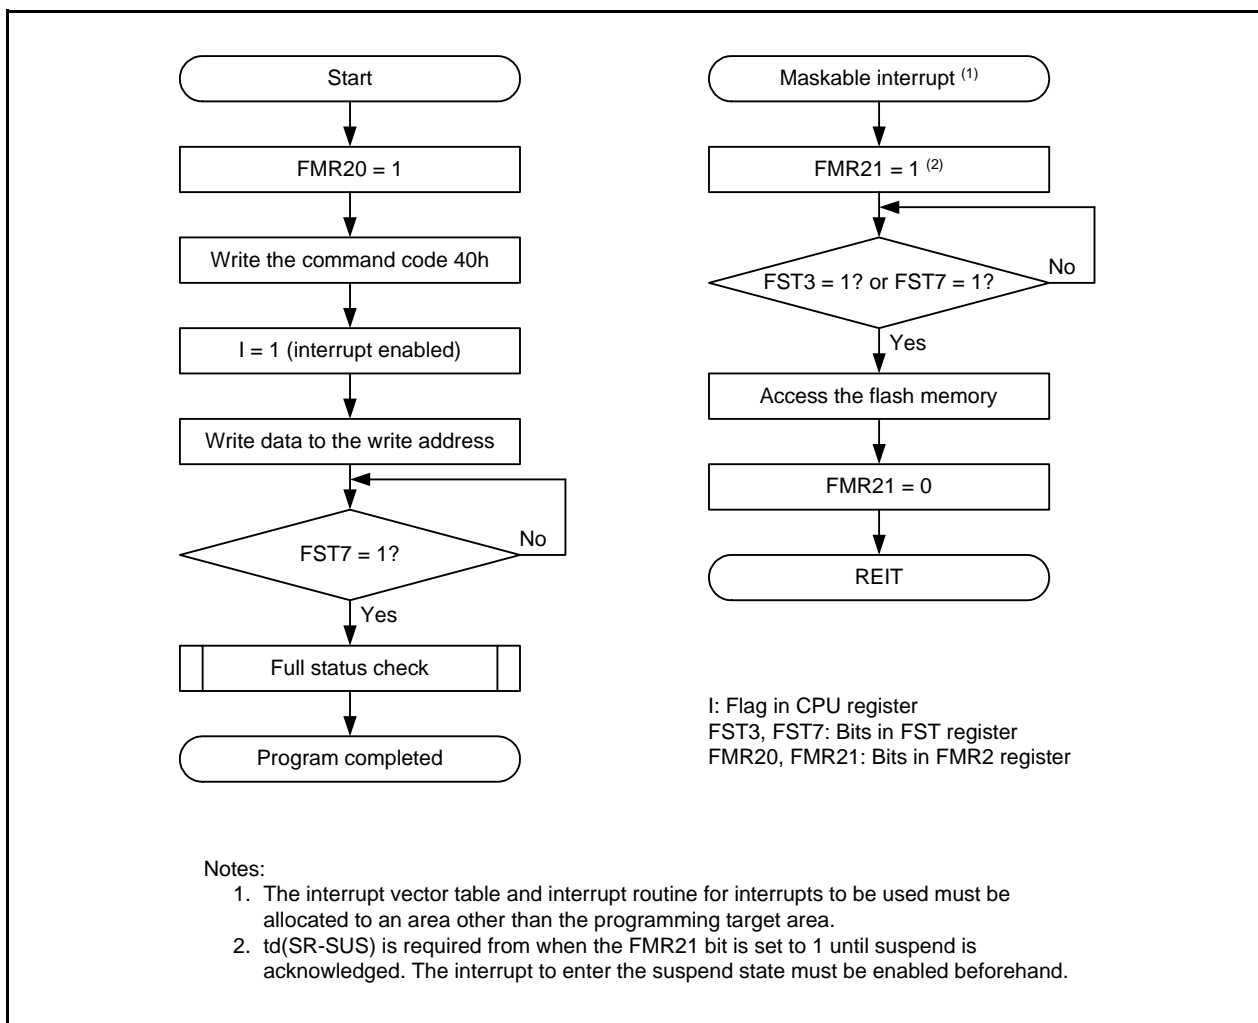 Start
FMR20 = 1
Write the command code 40h
I = 1 (interrupt enabled)
Write data to the write address
FST7 = 1?
No
Yes
Full status check
Program completed
Maskable interrupt (1)
FMR21 = 1 (2)
FST3 = 1? or FST7 = 1?
No
Yes
Access the flash memory
FMR21 = 0
REIT
I: Flag in CPU register
FST3, FST7: Bits in FST register
FMR20, FMR21: Bits in FMR2 register
Notes:
1. The interrupt vector table and interrupt routine for interrupts to be used must be
allocated to an area other than the programming target area.
2. td(SR-SUS) is required from when the FMR21 bit is set to 1 until suspend is
acknowledged. The interrupt to enter the suspend state must be enabled beforehand.